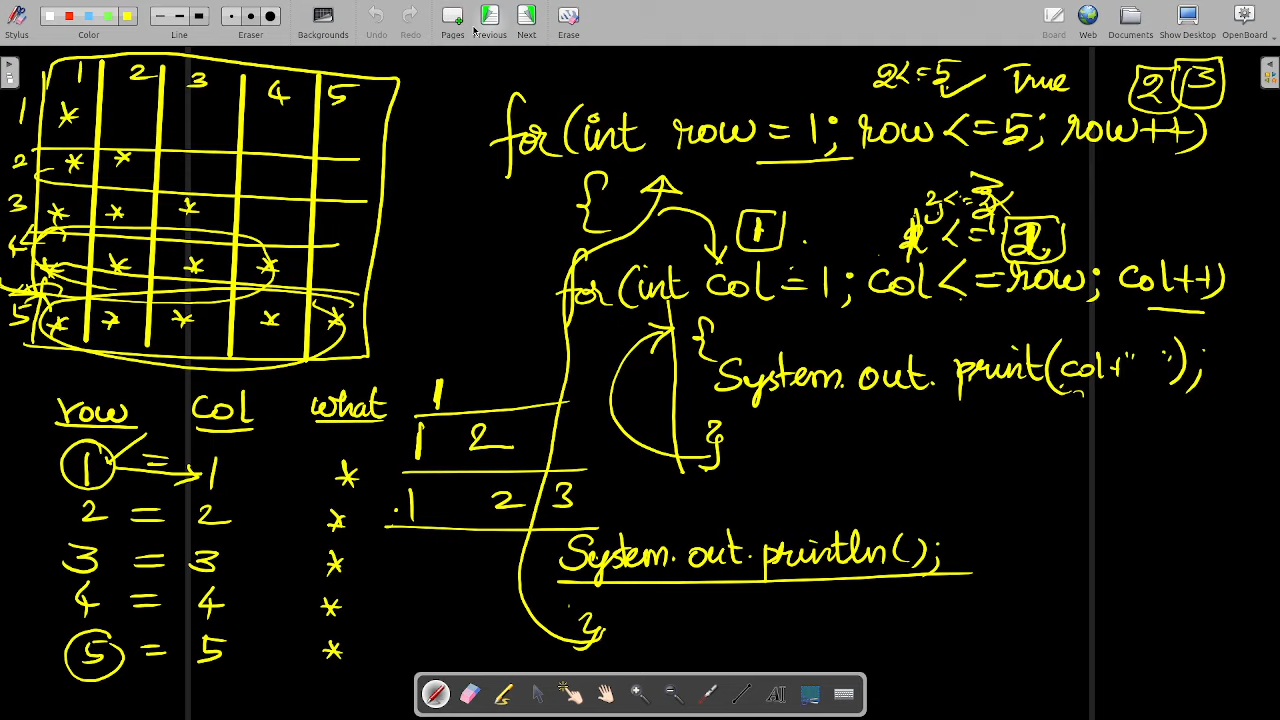 Stylus Color Line Eraser Backgrounds Undo Redo Pages Previous Next Erase Board Web Documents Show Desktop OpenBoard
1 2 3 4 5
1 *
2 * *
3 * * *
4 * * * *
5 * * * * *
2<=5 True 2 3
for(int row = 1; row <=5; row++)
{
1
<= 2
for(int col = 1; col <=row; col++)
{
System.out. print(col+" ");
}
row col what
1 = 1 *
2 = 2 *
3 = 3 *
4 = 4 *
5 = 5 *
1
1 2
1 2 3
System.out.println();
}